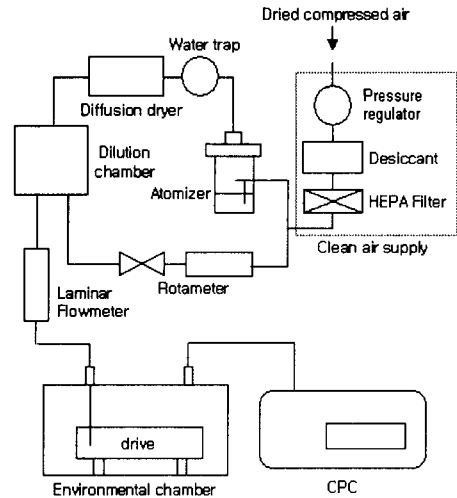 Dried compressed air
Water trap
Diffusion dryer
Pressure
regulator
Dilution
chamber
Desiccant
Atomizer
HEPA Filter
Clean air supply
Rotameter
Laminar
Flowmeter
drive
Environmental chamber
CPC